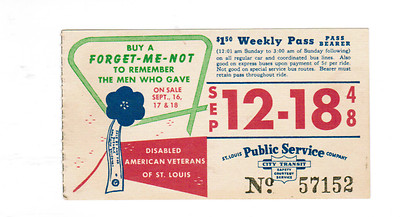 BUY A
FORGET-ME-NOT
TO REMEMBER
THE MEN WHO GAVE
ON SALE
SEPT., 16,
17 & 18
DISABLED
AMERICAN VETERANS
OF ST. LOUIS
$1.50 Weekly Pass PASS BEARER
(12:01 am Sunday to 3:00 am Sunday following)
on all regular car and coordinated bus lines. Also
good on express buses upon payment of 5c per ride.
Not good on special service bus routes. Bearer must
retain pass throughout ride.
SEP 12-18 48
ST. LOUIS Public Service COMPANY
CITY TRANSIT
SAFETY
COURTESY
SERVICE
No 57152